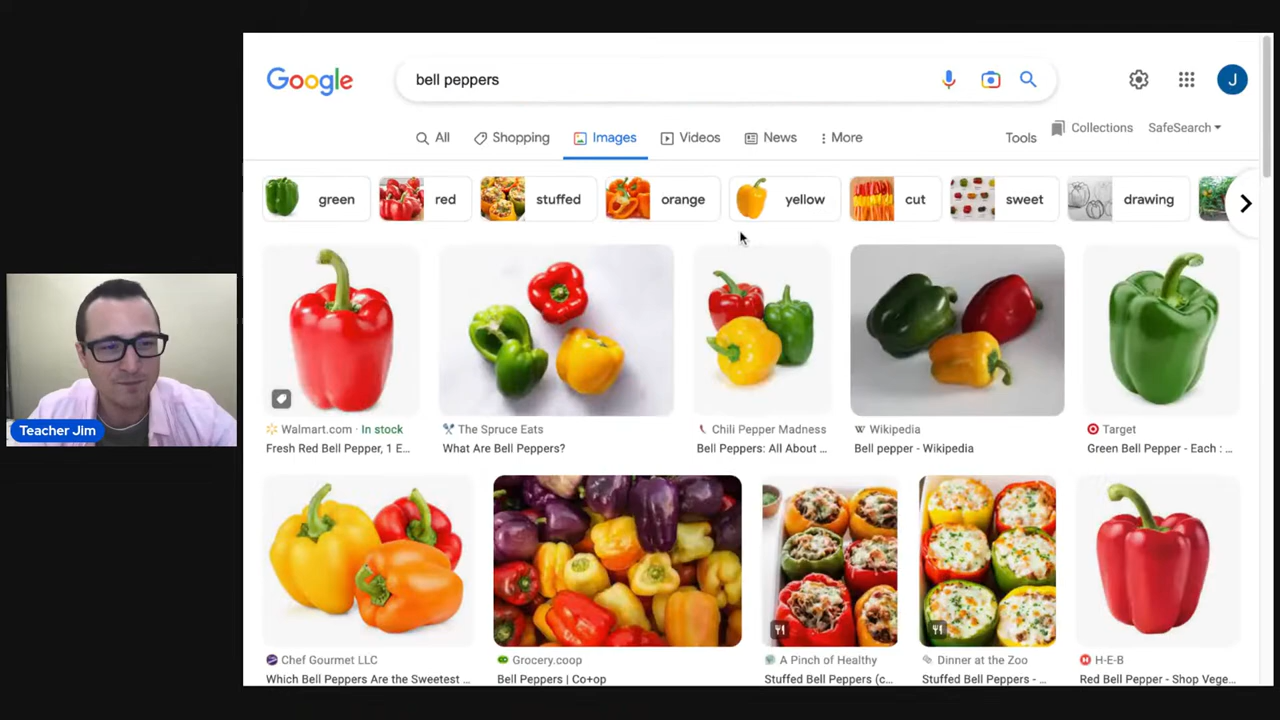 Google
bell peppers
J
All
Shopping
Images
Videos
News
More
Tools
Collections
SafeSearch
green
red
stuffed
orange
yellow
cut
sweet
drawing
Walmart.com · In stock
Fresh Red Bell Pepper, 1 E...
The Spruce Eats
What Are Bell Peppers?
Chili Pepper Madness
Bell Peppers: All About ...
W Wikipedia
Bell pepper - Wikipedia
Target
Green Bell Pepper - Each : ...
Teacher Jim
Chef Gourmet LLC
Which Bell Peppers Are the Sweetest ...
Grocery.coop
Bell Peppers | Co+op
A Pinch of Healthy
Stuffed Bell Peppers (c...
Dinner at the Zoo
Stuffed Bell Peppers - ...
H-E-B
Red Bell Pepper - Shop Vege...